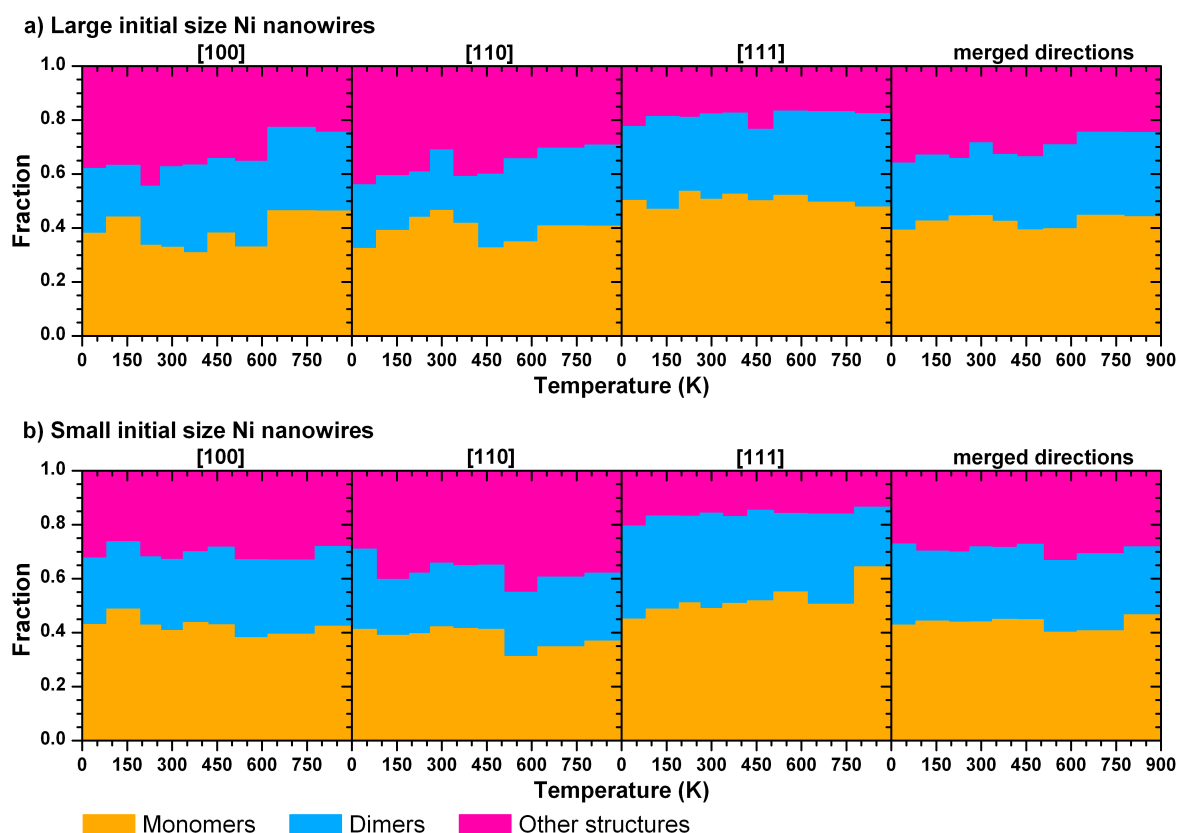 a) Large initial size Ni nanowires
[100] [110] [111] merged directions
1.0
0.8
0.6
0.4
0.2
0.0
Fraction
0 150 300 450 600 750 0 150 300 450 600 750 0 150 300 450 600 750 0 150 300 450 600 750 900
Temperature (K) Temperature (K)
b) Small initial size Ni nanowires
[100] [110] [111] merged directions
1.0
0.8
0.6
0.4
0.2
0.0
Fraction
0 150 300 450 600 750 0 150 300 450 600 750 0 150 300 450 600 750 0 150 300 450 600 750 900
Temperature (K)
Monomers Dimers Other structures